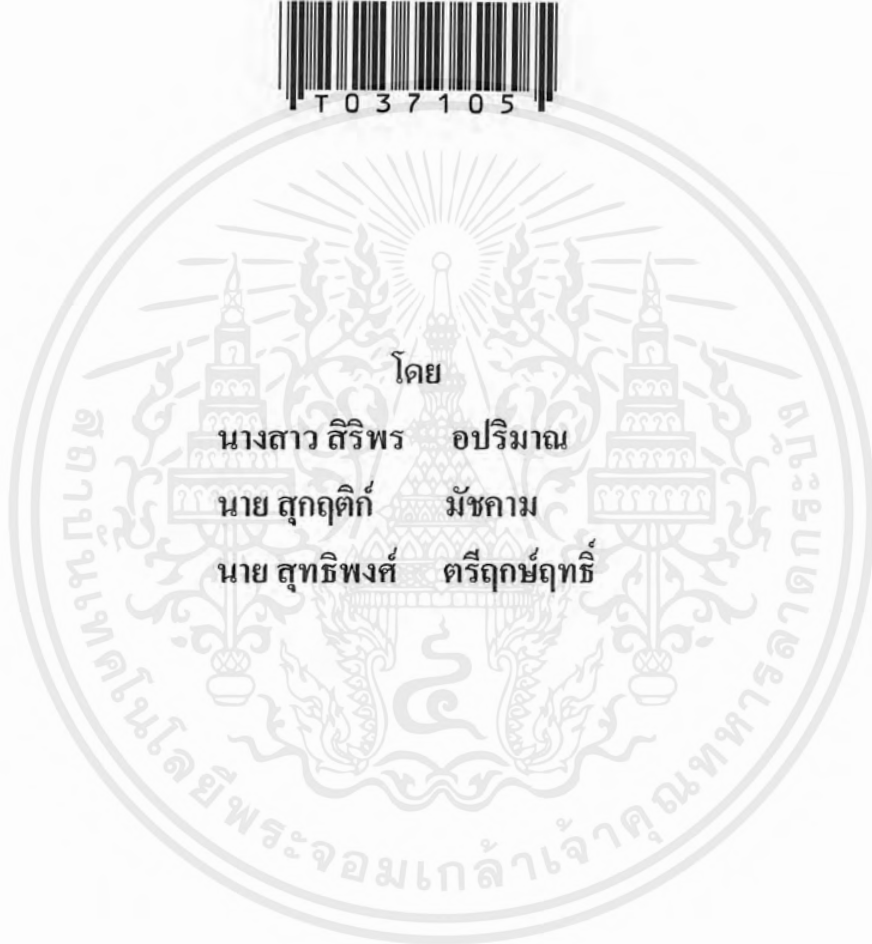 T037105
โดย
นางสาว สิริพร อปริมาณ
นาย สุกฤติก์ มัชคาม
นาย สุทธิพงศ์ ตรีฤกษ์ฤทธิ์
สถาบันเทคโนโลยีพระจอมเกล้าเจ้าคุณทหารลาดกระบัง